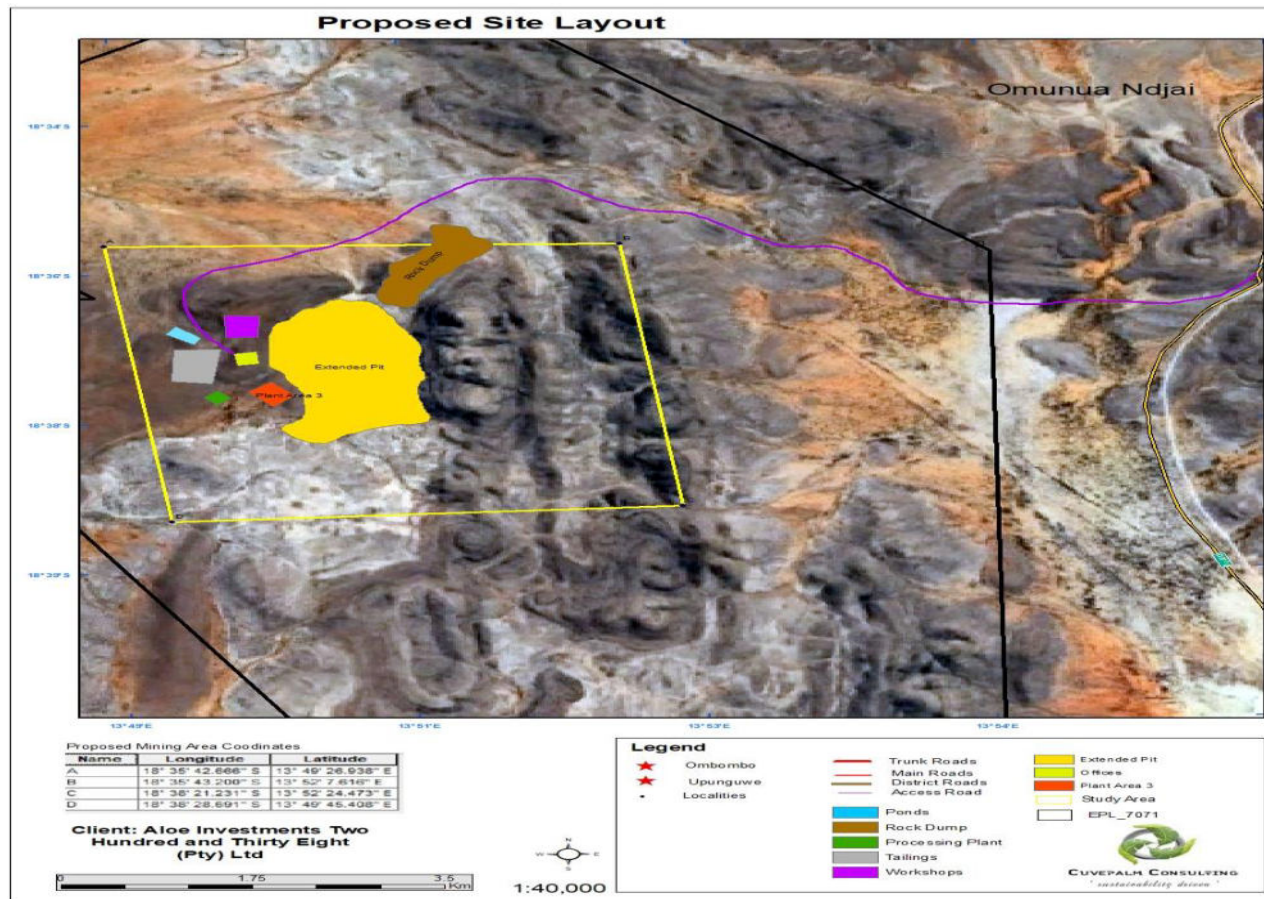 Proposed Site Layout
Omunua Ndjai
18° 34' S
18° 36' S
18° 38' S
18° 39' S
A
Rock Dump
Extended Pit
Plant Area 3
13° 49' E
13° 51' E
13° 53' E
13° 54' E
Proposed Mining Area Coodinates
Name Longitude Latitude
A 18° 35' 42.666" S 13° 49' 26.938" E
B 18° 35' 43.200" S 13° 52' 7.616" E
C 18° 38' 21.231" S 13° 52' 24.473" E
D 18° 38' 28.691" S 13° 49' 45.408" E
Client: Aloe Investments Two
Hundred and Thirty Eight
(Pty) Ltd
0 1.75 3.5
Km
N
W E
S
1:40,000
Legend
Ombombo
Upunguwe
Localities
Trunk Roads
Main Roads
District Roads
Access Road
Ponds
Rock Dump
Processing Plant
Tailings
Workshops
Extended Pit
Offices
Plant Area 3
Study Area
EPL_7071
CUVEPALM CONSULTING
' sustainability driven '